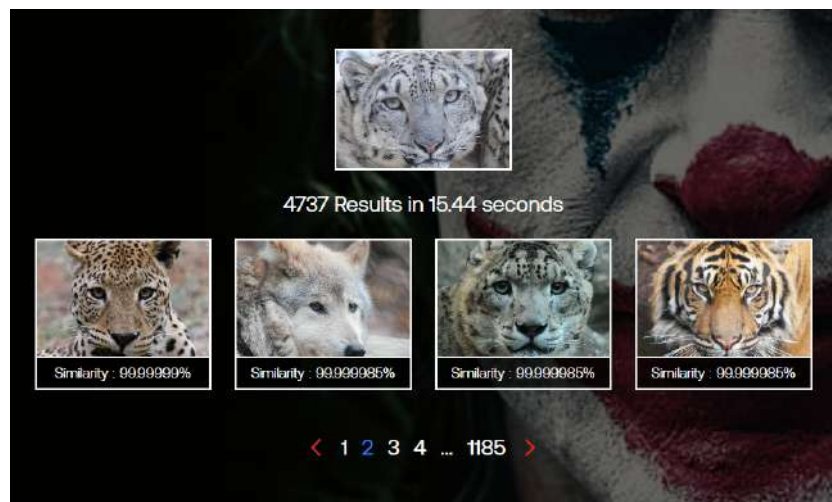 4737 Results in 15.44 seconds
Similarity : 99.99999%
Similarity : 99.999985%
Similarity : 99.999985%
Similarity : 99.999985%
< 1 2 3 4 ... 1185 >